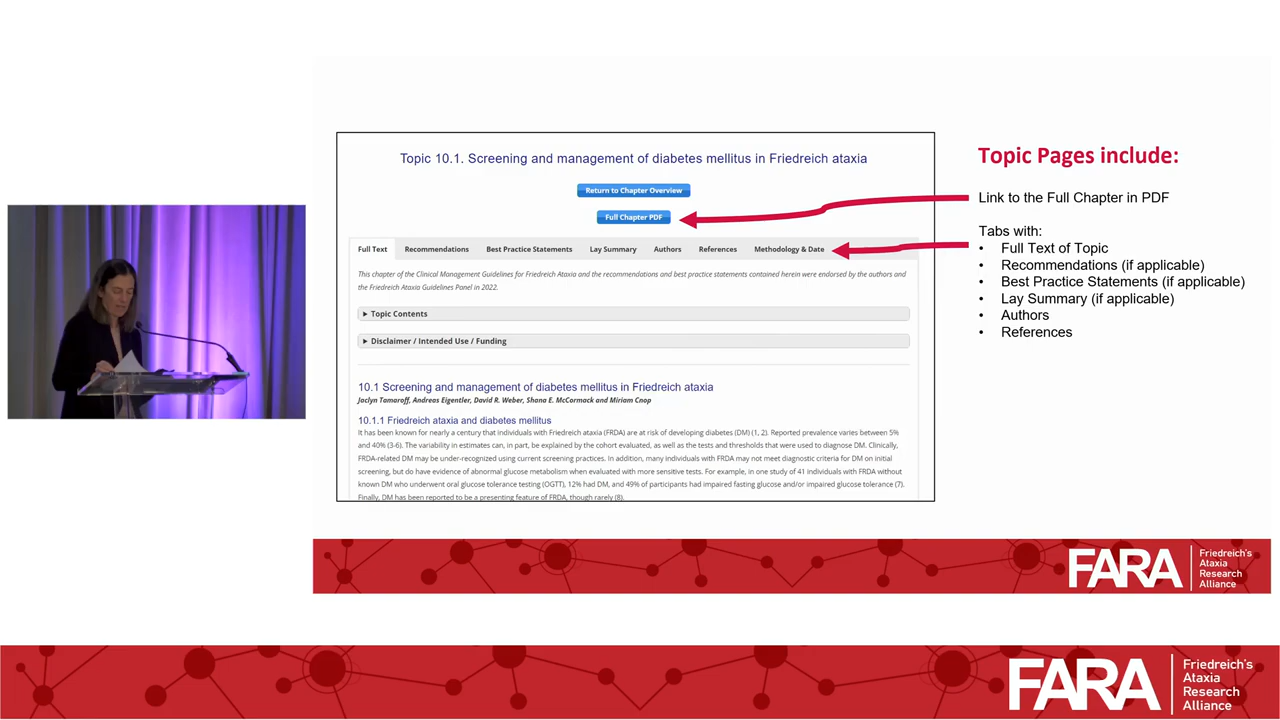 Topic 10.1. Screening and management of diabetes mellitus in Friedreich ataxia
Return to Chapter Overview
Full Chapter PDF
Full Text Recommendations Best Practice Statements Lay Summary Authors References Methodology & Date
This chapter of the Clinical Management Guidelines for Friedreich Ataxia and the recommendations and best practice statements contained herein were endorsed by the authors and
the Friedreich Ataxia Guidelines Panel in 2022.
▶ Topic Contents
▶ Disclaimer / Intended Use / Funding
10.1 Screening and management of diabetes mellitus in Friedreich ataxia
Jaclyn Tamaroff, Andreas Eigentler, David R. Weber, Shana E. McCormack and Miriam Cnop
10.1.1 Friedreich ataxia and diabetes mellitus
It has been known for nearly a century that individuals with Friedreich ataxia (FRDA) are at risk of developing diabetes (DM) (1, 2). Reported prevalence varies between 5%
and 40% (3-6). The variability in estimates can, in part, be explained by the cohort evaluated, as well as the tests and thresholds that were used to diagnose DM. Clinically,
FRDA-related DM may be under-recognized using current screening practices. In addition, many individuals with FRDA may not meet diagnostic criteria for DM on initial
screening, but do have evidence of abnormal glucose metabolism when evaluated with more sensitive tests. For example, in one study of 41 individuals with FRDA without
known DM who underwent oral glucose tolerance testing (OGTT), 12% had DM, and 49% of participants had impaired fasting glucose and/or impaired glucose tolerance (7).
Finally, DM has been reported to be a presenting feature of FRDA, though rarely (8).
Topic Pages include:
Link to the Full Chapter in PDF
Tabs with:
• Full Text of Topic
• Recommendations (if applicable)
• Best Practice Statements (if applicable)
• Lay Summary (if applicable)
• Authors
• References
FARA
Friedreich's
Ataxia
Research
Alliance
FARA
Friedreich's
Ataxia
Research
Alliance